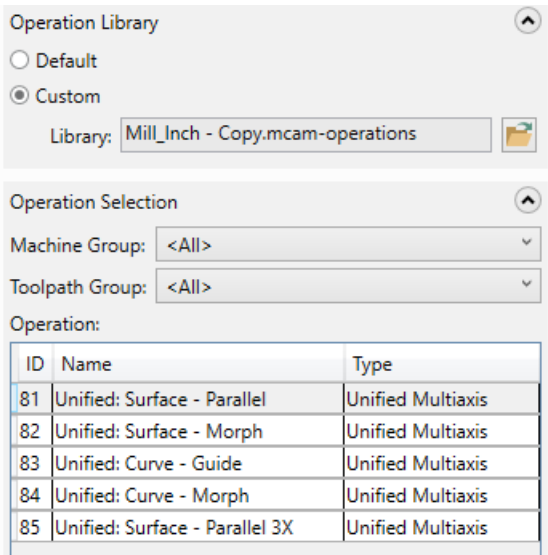 Operation Library
Default
Custom
Library: Mill_Inch - Copy.mcam-operations
Operation Selection
Machine Group: <All>
Toolpath Group: <All>
Operation:
ID Name Type
81 Unified: Surface - Parallel Unified Multiaxis
82 Unified: Surface - Morph Unified Multiaxis
83 Unified: Curve - Guide Unified Multiaxis
84 Unified: Curve - Morph Unified Multiaxis
85 Unified: Surface - Parallel 3X Unified Multiaxis